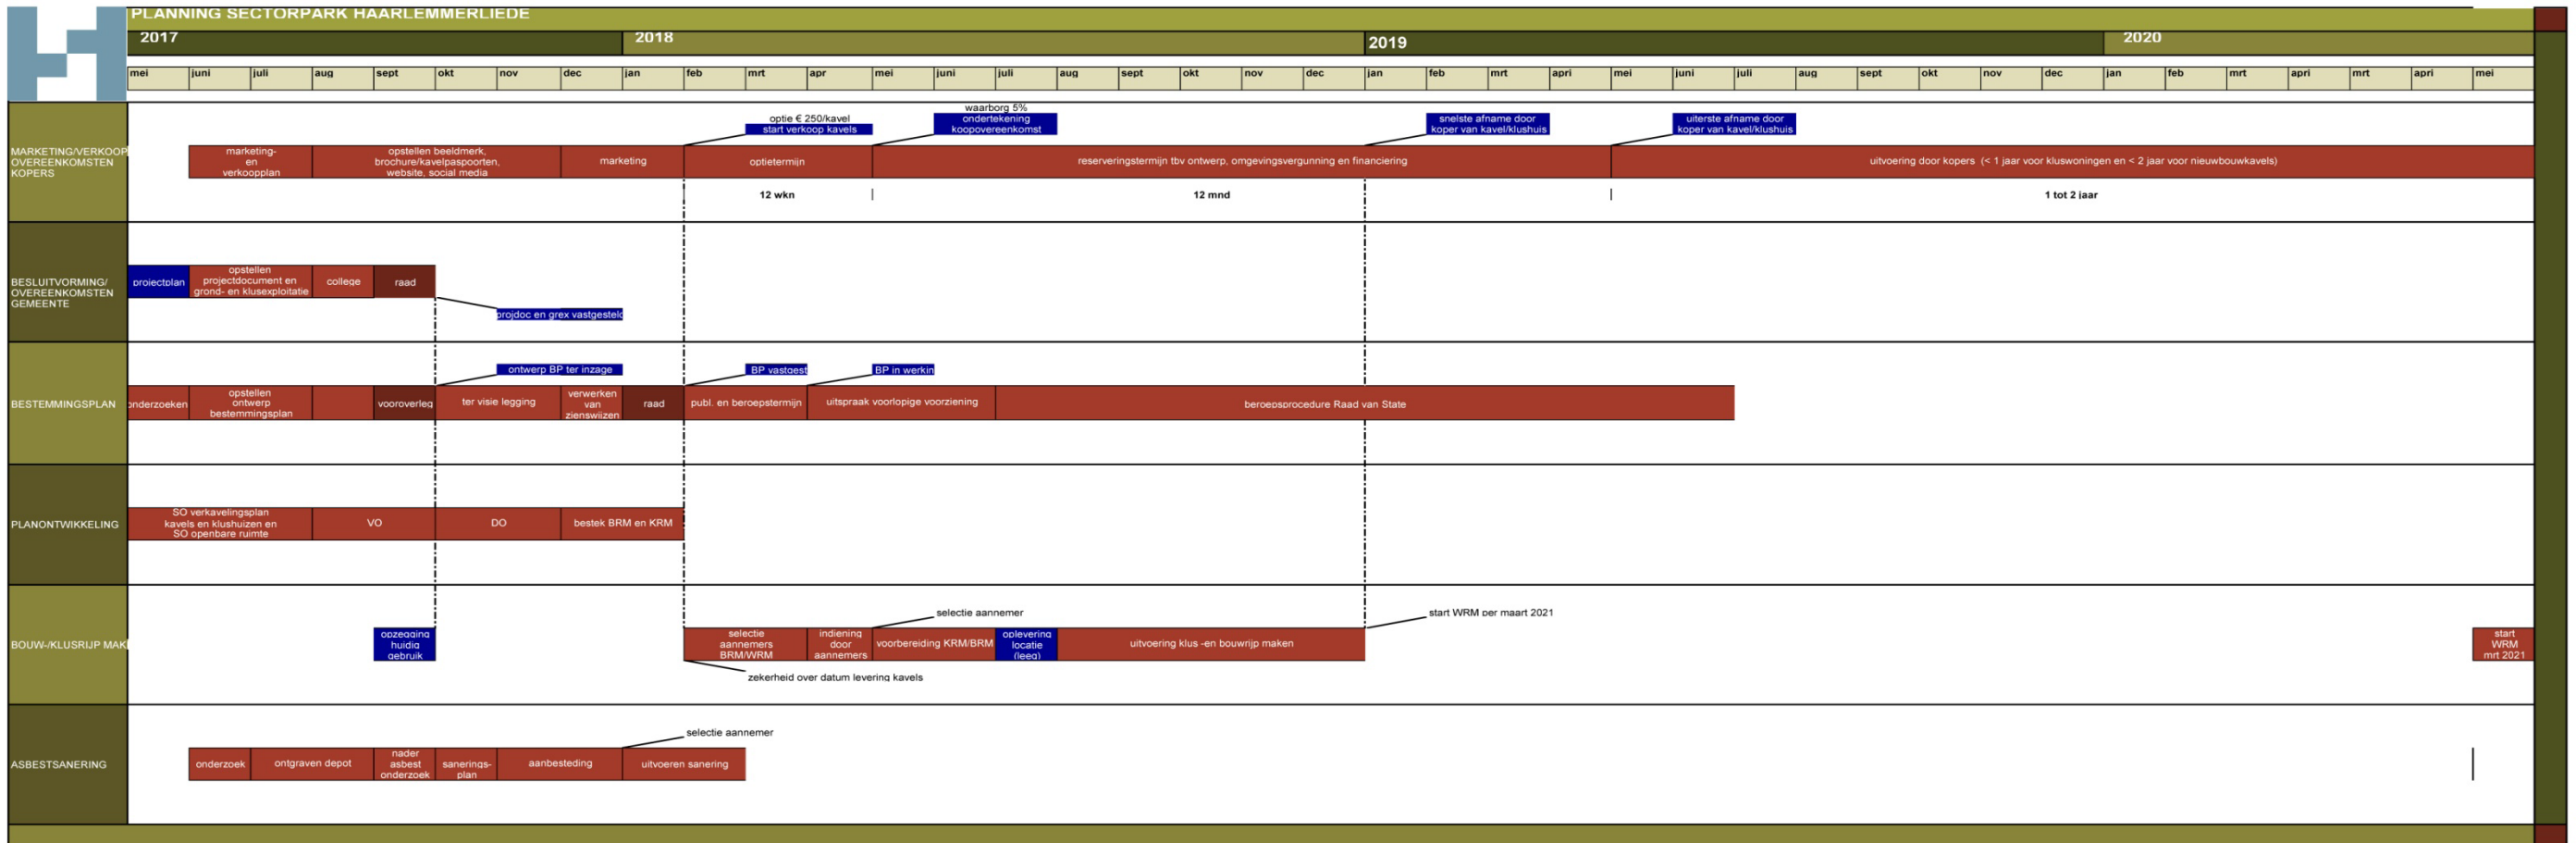 PLANNING SECTORPARK HAARLEMMERLIEDE
2017 2018 2019 2020
mei juni juli aug sept okt nov dec jan feb mrt apr mei juni juli aug sept okt nov dec jan feb mrt apri mei juni juli aug sept okt nov dec jan feb mrt apri mrt apri mei
MARKETING/VERKOOP
OVEREENKOMSTEN
KOPERS
optie € 250/kavel
start verkoop kavels
waarborg 5%
ondertekening
koopovereenkomst
snelste afname door
koper van kavel/klushuis
uiterste afname door
koper van kavel/klushuis
marketing-
en
verkoopplan
opstellen beeldmerk,
brochure/kavelpaspoorten,
website, social media
marketing
optietermijn
reserveringstermijn tbv ontwerp, omgevingsvergunning en financiering
uitvoering door kopers (< 1 jaar voor kluswoningen en < 2 jaar voor nieuwbouwkavels)
12 wkn
12 mnd
1 tot 2 jaar
BESLUITVORMING/
OVEREENKOMSTEN
GEMEENTE
projectplan
opstellen
projectdocument en
grond- en klusexploitatie
college
raad
projdoc en grex vastgesteld
BESTEMMINGSPLAN
ontwerp BP ter inzage
BP vastgest
BP in werkin
onderzoeken
opstellen
ontwerp
bestemmingsplan
vooroverleg
ter visie legging
verwerken
van
zienswijzen
raad
publ. en beroepstermijn
uitspraak voorlopige voorziening
beroepsprocedure Raad van State
PLANONTWIKKELING
SO verkavelingsplan
kavels en klushuizen en
SO openbare ruimte
VO
DO
bestek BRM en KRM
BOUW-/KLUSRIJP MAK
opzegging
huidig
gebruik
selectie
aannemers
BRM/WRM
indiening
door
aannemers
selectie aannemer
voorbereiding KRM/BRM
oplevering
locatie
(leeg)
uitvoering klus -en bouwrijp maken
start WRM per maart 2021
start
WRM
mrt 2021
zekerheid over datum levering kavels
ASBESTSANERING
selectie aannemer
onderzoek
ontgraven depot
nader
asbest
onderzoek
sanerings-
plan
aanbesteding
uitvoeren sanering